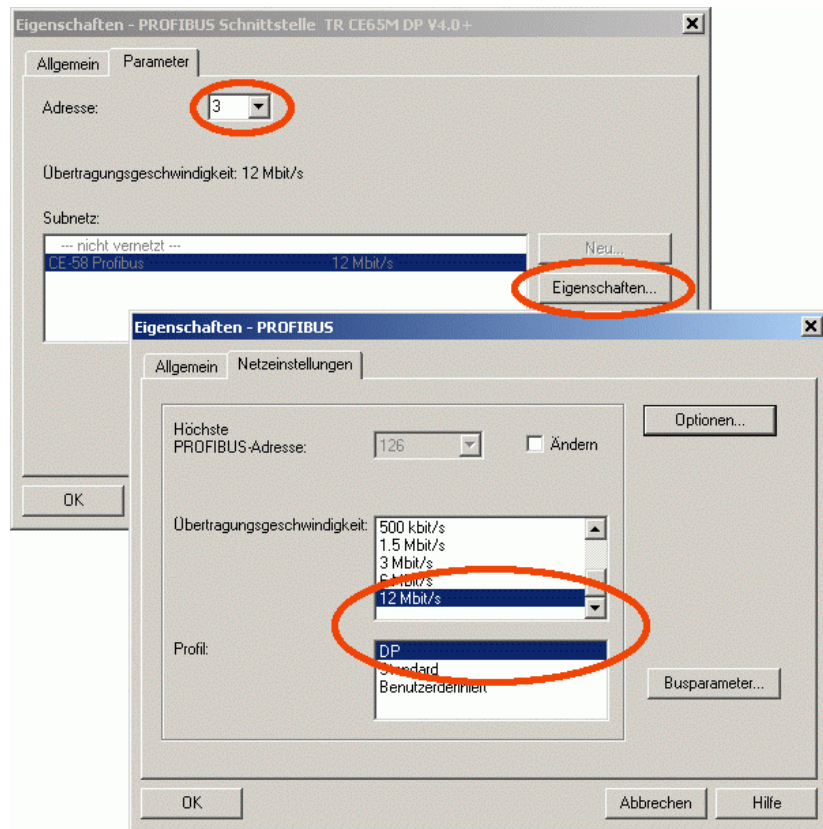 Eigenschaften - PROFIBUS Schnittstelle TR CE65M DP V4.0+
Allgemein Parameter
Adresse: 3
Übertragungsgeschwindigkeit: 12 Mbit/s
Subnetz:
--- nicht vernetzt ---
CE-58 Profibus 12 Mbit/s
Neu...
Eigenschaften...
OK
Eigenschaften - PROFIBUS
Allgemein Netzeinstellungen
Höchste
PROFIBUS-Adresse: 126 Ändern
Optionen...
Übertragungsgeschwindigkeit:
500 kbit/s
1.5 Mbit/s
3 Mbit/s
6 Mbit/s
12 Mbit/s
Profil:
DP
Standard
Benutzerdefiniert
Busparameter...
OK Abbrechen Hilfe